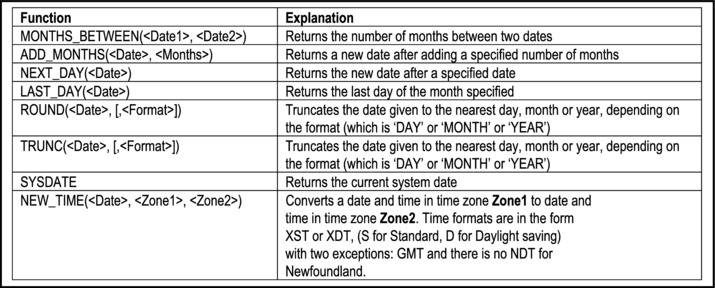 Function Explanation
MONTHS_BETWEEN(<Date1>, <Date2>) Returns the number of months between two dates
ADD_MONTHS(<Date>, <Months>) Returns a new date after adding a specified number of months
NEXT_DAY(<Date>) Returns the new date after a specified date
LAST_DAY(<Date>) Returns the last day of the month specified
ROUND(<Date>, [,<Format>]) Truncates the date given to the nearest day, month or year, depending on
the format (which is ‘DAY’ or ‘MONTH’ or ‘YEAR’)
TRUNC(<Date>, [,<Format>]) Truncates the date given to the nearest day, month or year, depending on
the format (which is ‘DAY’ or ‘MONTH’ or ‘YEAR’)
SYSDATE Returns the current system date
NEW_TIME(<Date>, <Zone1>, <Zone2>) Converts a date and time in time zone Zone1 to date and
time in time zone Zone2. Time formats are in the form
XST or XDT, (S for Standard, D for Daylight saving)
with two exceptions: GMT and there is no NDT for
Newfoundland.